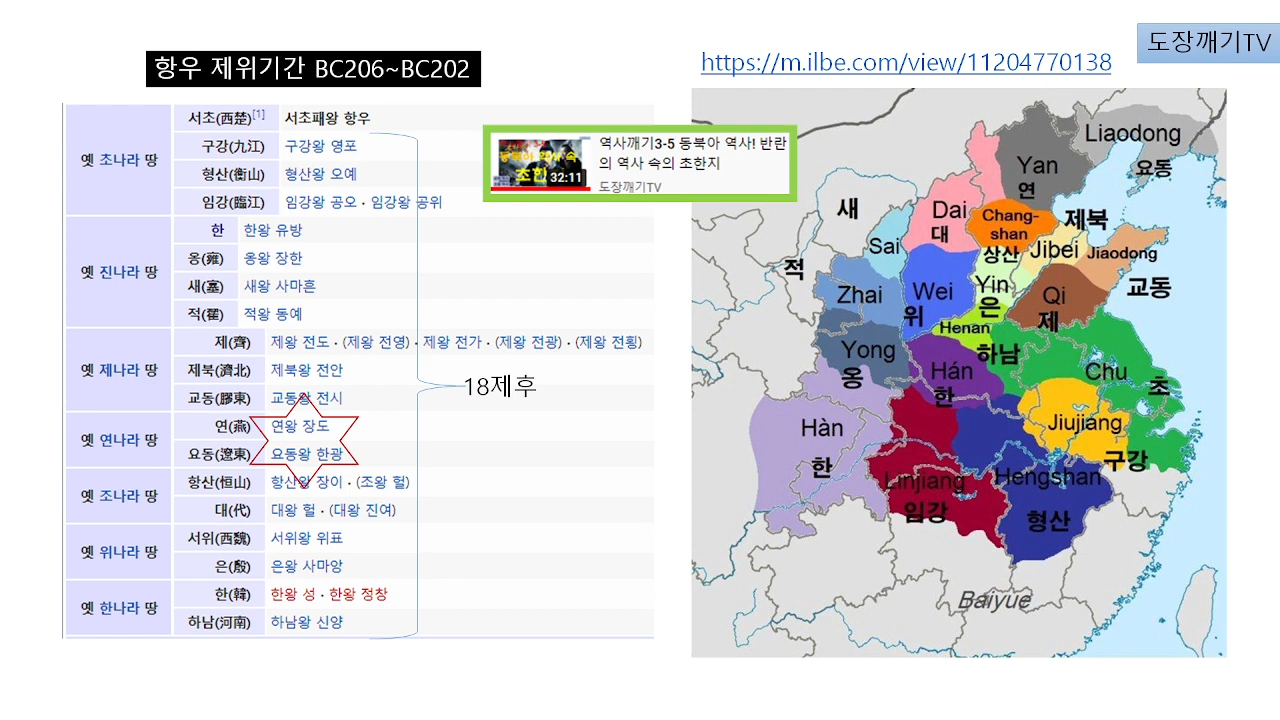 도장깨기TV
항우 제위기간 BC206~BC202
https://m.ilbe.com/view/11204770138
옛 초나라 땅
서초(西楚)[1] 서초패왕 항우
구강(九江) 구강왕 영포
형산(衡山) 형산왕 오예
임강(臨江) 임강왕 공오 · 임강왕 공위
옛 진나라 땅
한 한왕 유방
옹(雍) 옹왕 장한
새(塞) 새왕 사마흔
적(翟) 적왕 동예
옛 제나라 땅
제(齊) 제왕 전도 · (제왕 전영) · 제왕 전가 · (제왕 전광) · (제왕 전횡)
제북(濟北) 제북왕 전안
교동(膠東) 교동왕 전시
옛 연나라 땅
연(燕) 연왕 장도
요동(遼東) 요동왕 한광
옛 조나라 땅
항산(恒山) 항산왕 장이 · (조왕 헐)
대(代) 대왕 헐 · (대왕 진여)
옛 위나라 땅
서위(西魏) 서위왕 위표
은(殷) 은왕 사마앙
옛 한나라 땅
한(韓) 한왕 성 · 한왕 정창
하남(河南) 하남왕 신양
18제후
초한
32:11
역사깨기3-5 동북아 역사! 반란
의 역사 속의 초한지
도장깨기TV
Liaodong
요동
Yan
연
Dai
대
Chang-
shan
상산
제북
Jibei
Jiaodong
교동
새
Sai
적
Zhai
Wei
위
Yin
은
Qi
제
Henan
하남
Yong
옹
Hán
한
Chu
초
Jiujiang
구강
Hàn
한
Linjiang
임강
Hengshan
형산
Baiyue